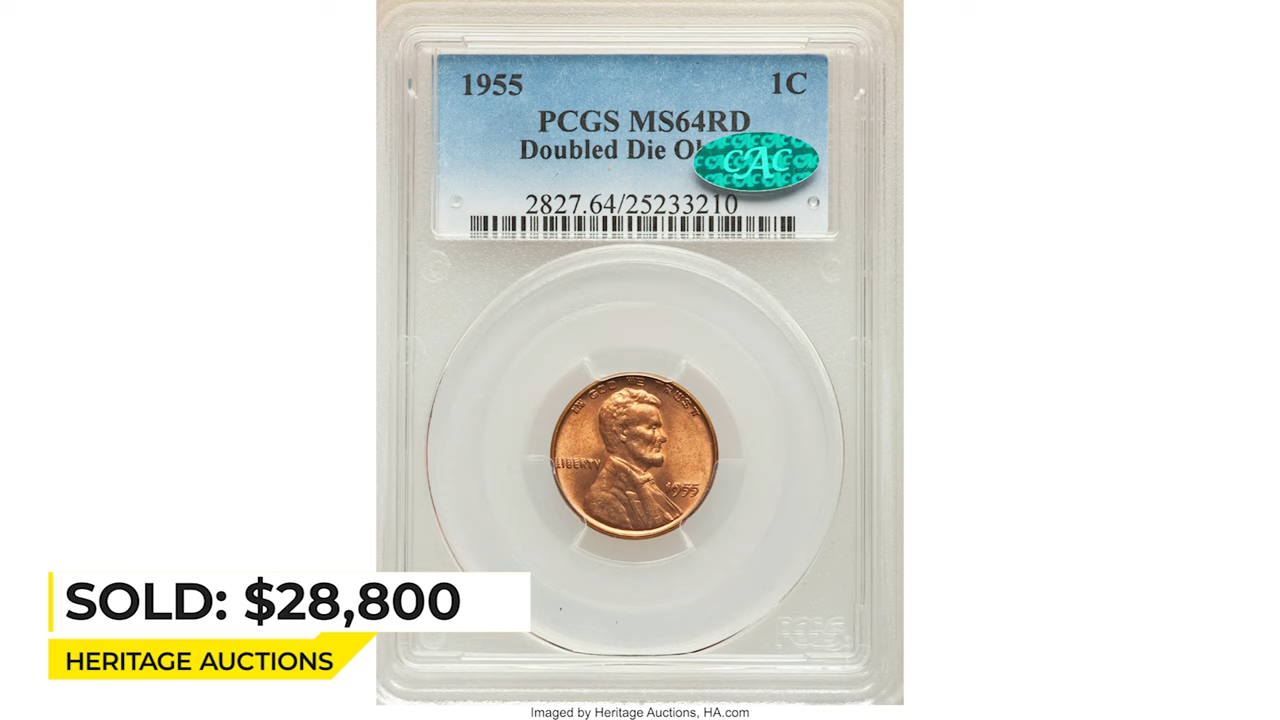 1955 1C
PCGS MS64RD
Doubled Die
CAC
2827.64/25233210
IN GOD WE TRUST
LIBERTY
1955
PCGS
SOLD: $28,800
HERITAGE AUCTIONS
Imaged by Heritage Auctions, HA.com